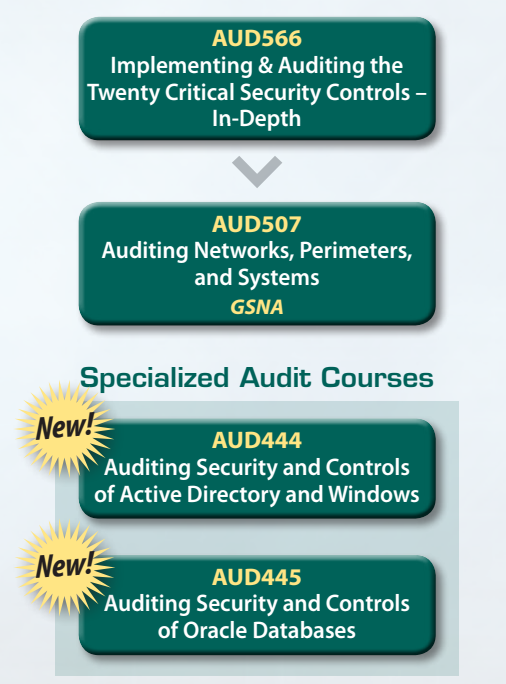 AUD566
Implementing & Auditing the
Twenty Critical Security Controls –
In-Depth
AUD507
Auditing Networks, Perimeters,
and Systems
GSNA
Specialized Audit Courses
New!
AUD444
Auditing Security and Controls
of Active Directory and Windows
New!
AUD445
Auditing Security and Controls
of Oracle Databases